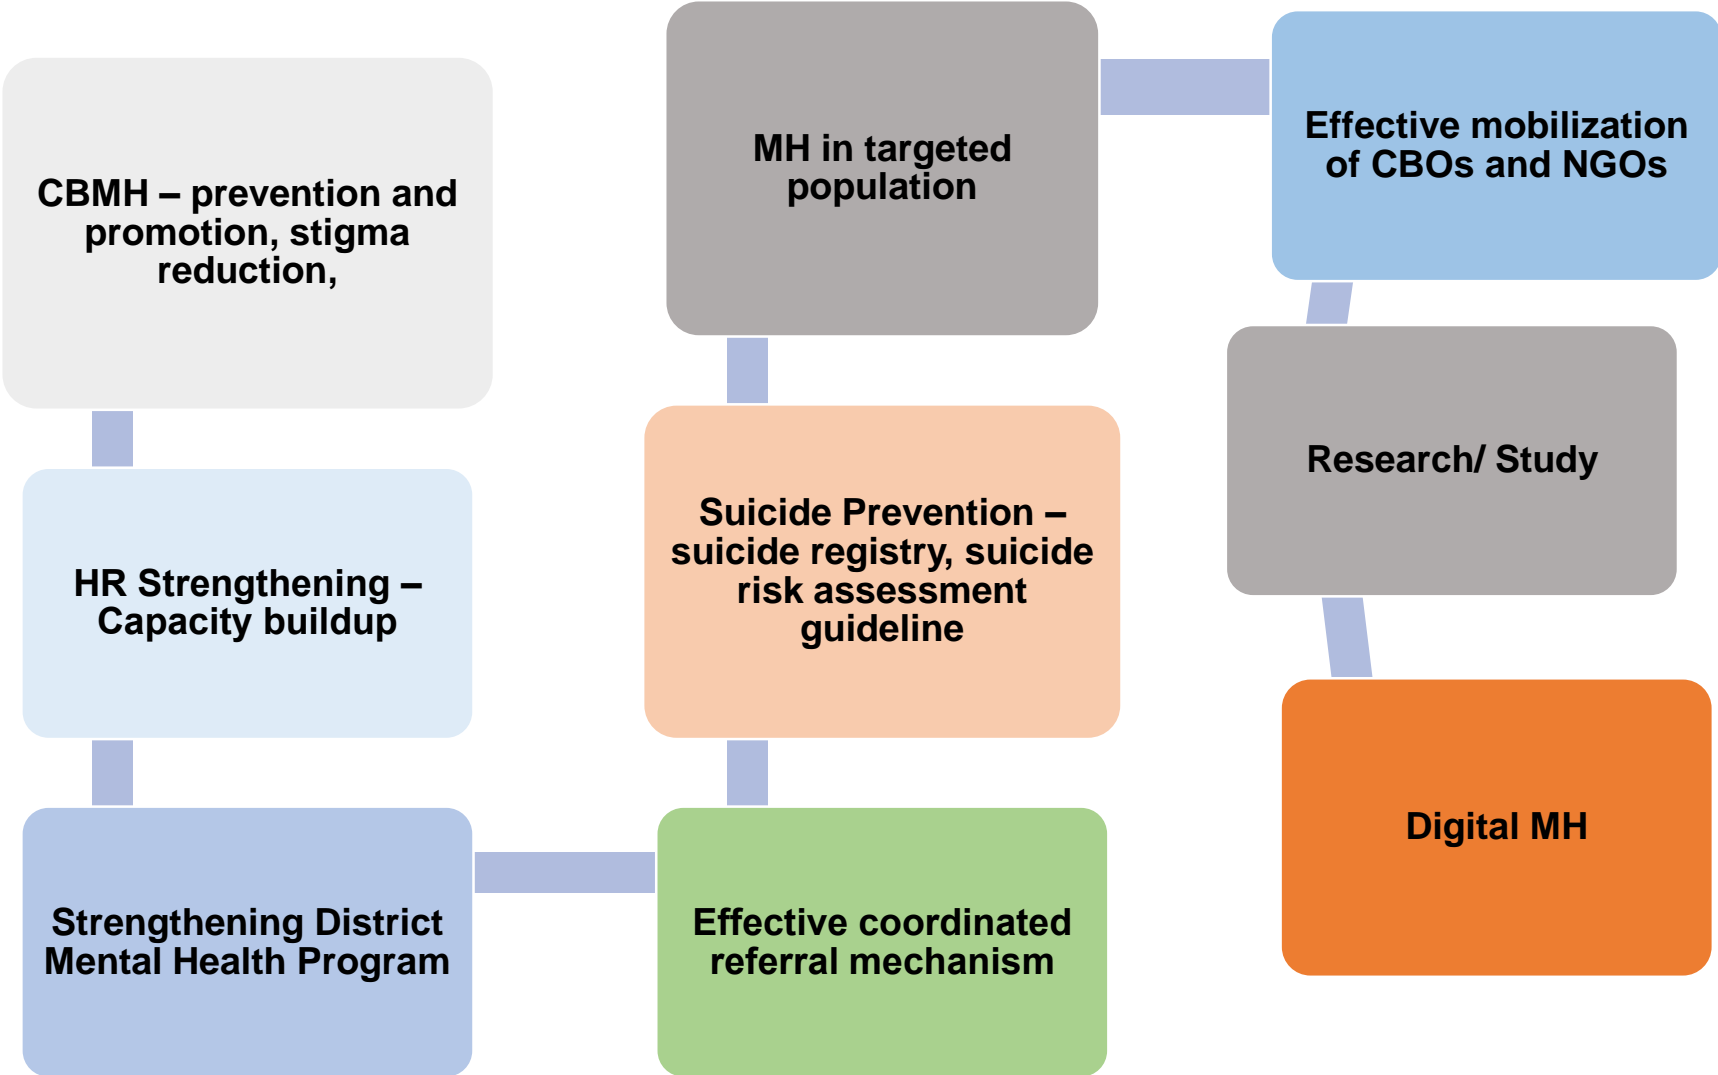 CBMH – prevention and
promotion, stigma
reduction,
HR Strengthening –
Capacity buildup
Strengthening District
Mental Health Program
Effective coordinated
referral mechanism
Suicide Prevention –
suicide registry, suicide
risk assessment
guideline
MH in targeted
population
Effective mobilization
of CBOs and NGOs
Research/ Study
Digital MH